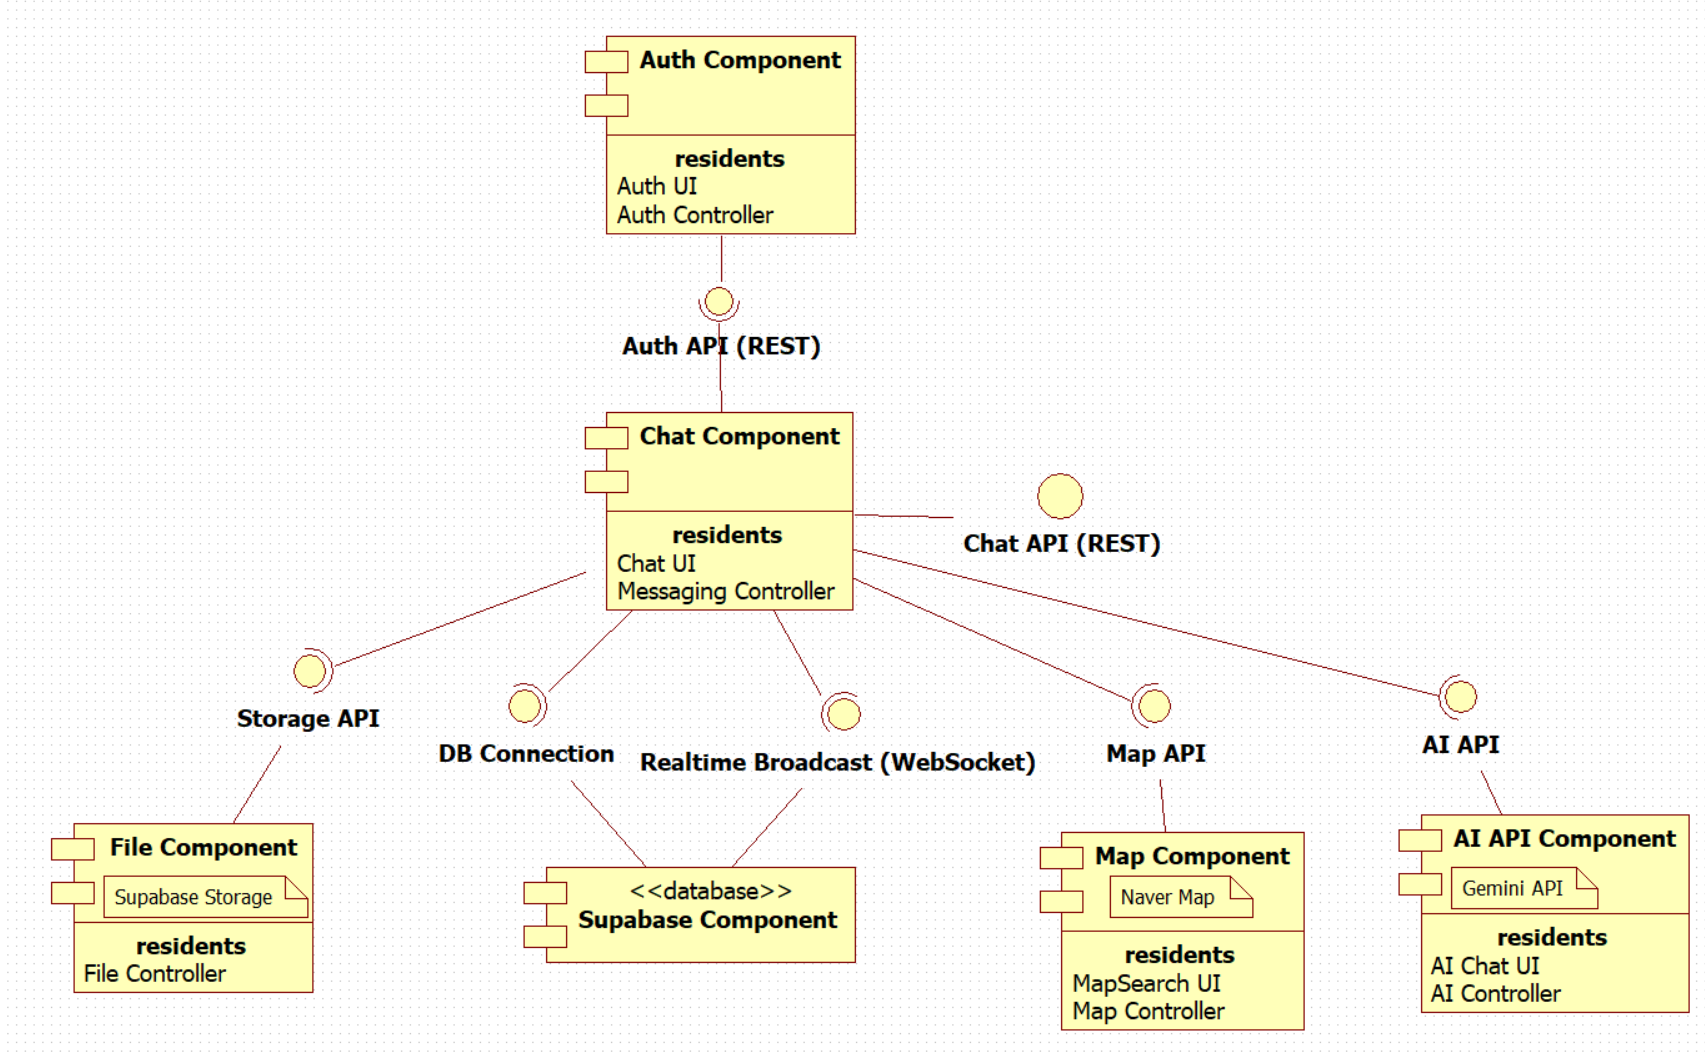 Auth Component
residents
Auth UI
Auth Controller
Auth API (REST)
Chat Component
residents
Chat UI
Messaging Controller
Chat API (REST)
Storage API
DB Connection
Realtime Broadcast (WebSocket)
Map API
AI API
File Component
Supabase Storage
residents
File Controller
<<database>>
Supabase Component
Map Component
Naver Map
residents
MapSearch UI
Map Controller
AI API Component
Gemini API
residents
AI Chat UI
AI Controller